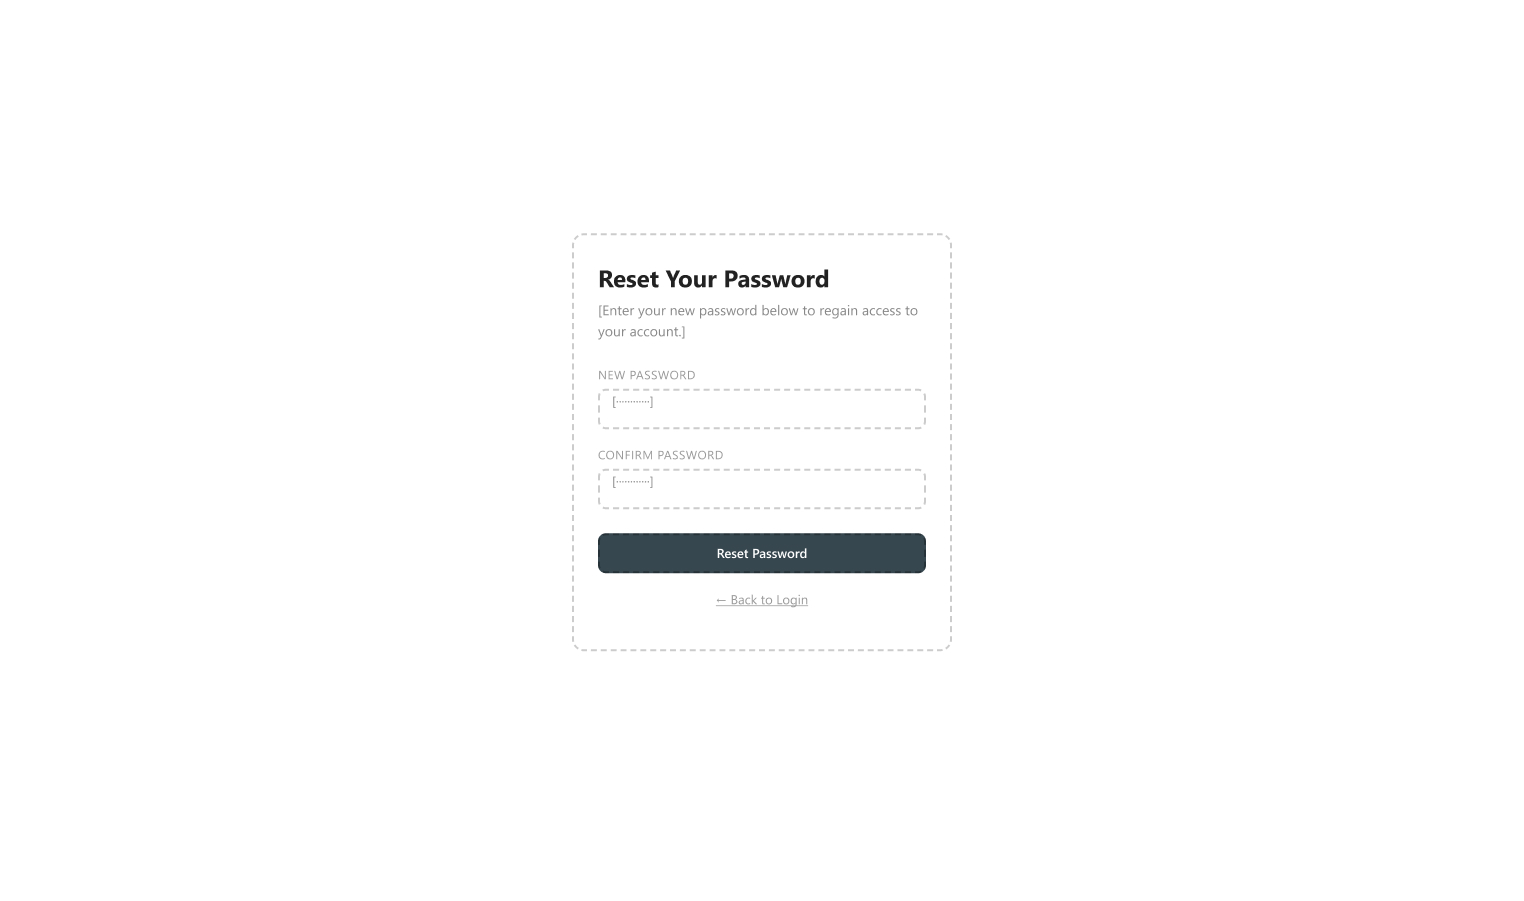 Reset Your Password
[Enter your new password below to regain access to
your account.]
NEW PASSWORD
[············]
CONFIRM PASSWORD
[············]
Reset Password
← Back to Login